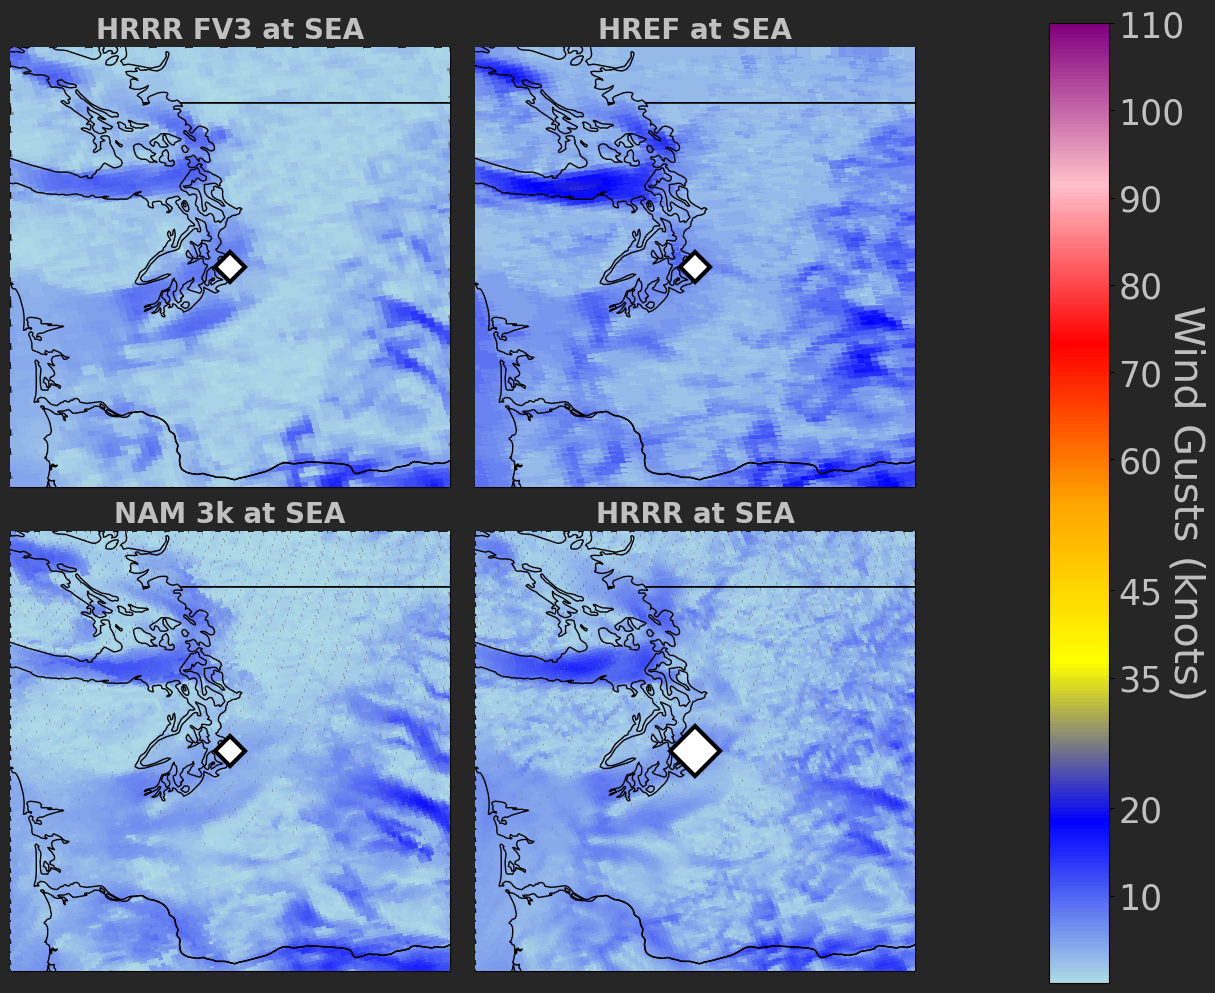 HRRR FV3 at SEA
HREF at SEA
NAM 3k at SEA
HRRR at SEA
110
100
90
80
70
60
45
35
20
10
Wind Gusts (knots)